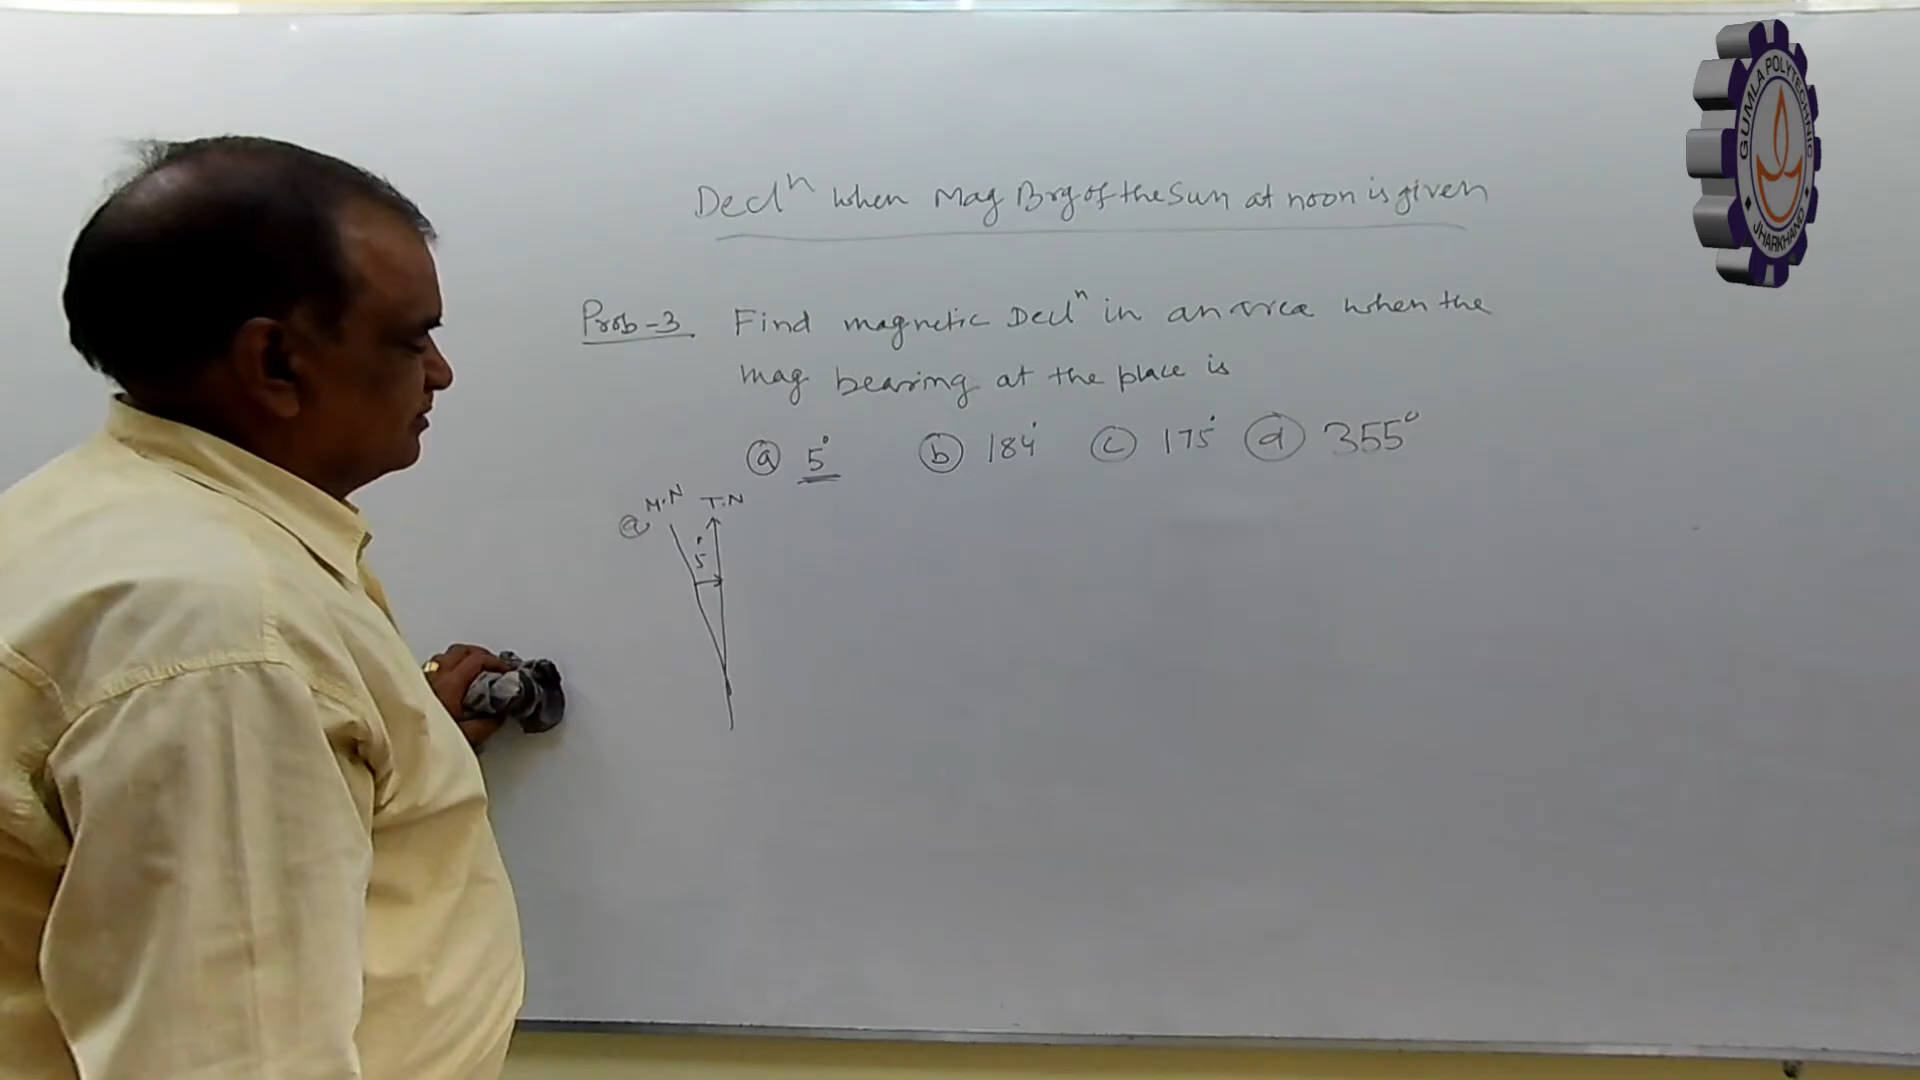 Decl^n when Mag Brg of the Sun at noon is given
Prob-3 Find magnetic Decl^n in an area when the
mag bearing at the place is
(a) 5° (b) 184° (c) 175° (d) 355°
(a) M.N T.N
5°
GUMLA POLYTECHNIC
JHARKHAND